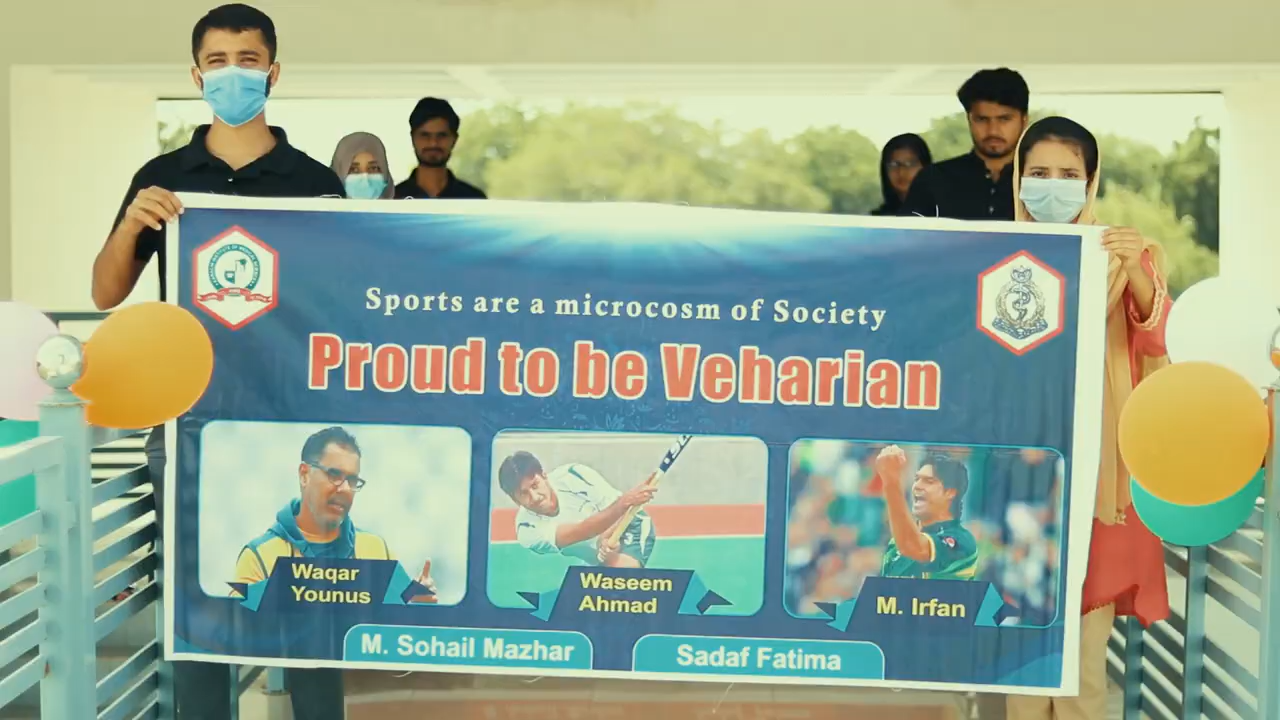 Sports are a microcosm of Society
Proud to be Veharian
Waqar
Younus
Waseem
Ahmad
M. Irfan
M. Sohail Mazhar
Sadaf Fatima